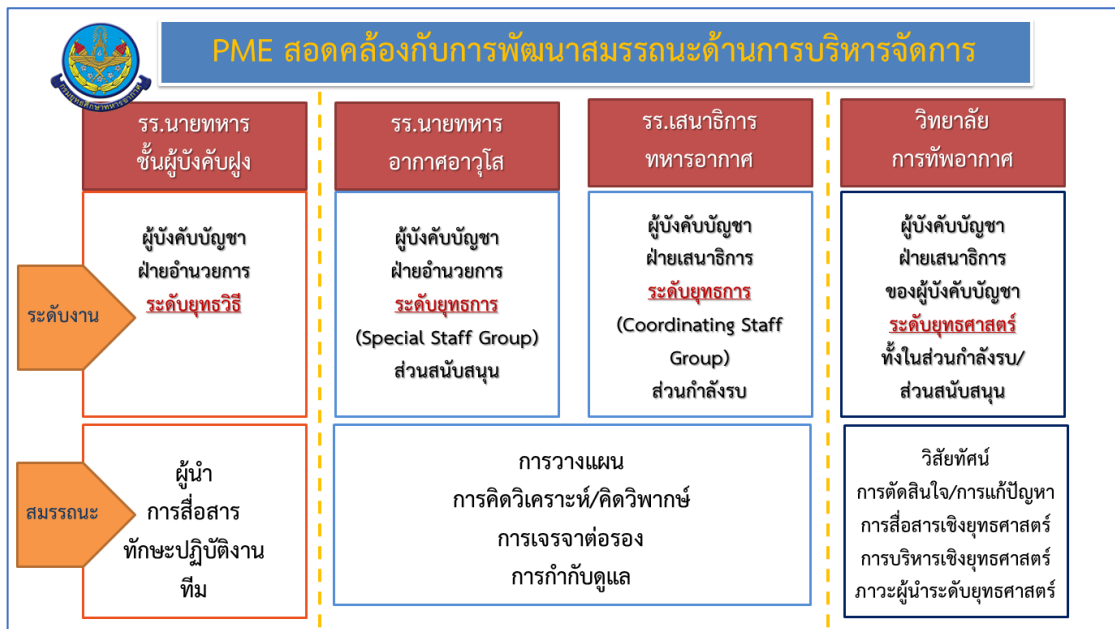 PME สอดคล้องกับการพัฒนาสมรรถนะด้านการบริหารจัดการ
กรมยุทธศึกษาทหารอากาศ
รร.นายทหาร
ชั้นผู้บังคับฝูง
รร.นายทหาร
อากาศอาวุโส
รร.เสนาธิการ
ทหารอากาศ
วิทยาลัย
การทัพอากาศ
ระดับงาน
ผู้บังคับบัญชา
ฝ่ายอำนวยการ
ระดับยุทธวิธี
ผู้บังคับบัญชา
ฝ่ายอำนวยการ
ระดับยุทธการ
(Special Staff Group)
ส่วนสนับสนุน
ผู้บังคับบัญชา
ฝ่ายเสนาธิการ
ระดับยุทธการ
(Coordinating Staff
Group)
ส่วนกำลังรบ
ผู้บังคับบัญชา
ฝ่ายเสนาธิการ
ของผู้บังคับบัญชา
ระดับยุทธศาสตร์
ทั้งในส่วนกำลังรบ/
ส่วนสนับสนุน
สมรรถนะ
ผู้นำ
การสื่อสาร
ทักษะปฏิบัติงาน
ทีม
การวางแผน
การคิดวิเคราะห์/คิดวิพากษ์
การเจรจาต่อรอง
การกำกับดูแล
วิสัยทัศน์
การตัดสินใจ/การแก้ปัญหา
การสื่อสารเชิงยุทธศาสตร์
การบริหารเชิงยุทธศาสตร์
ภาวะผู้นำระดับยุทธศาสตร์